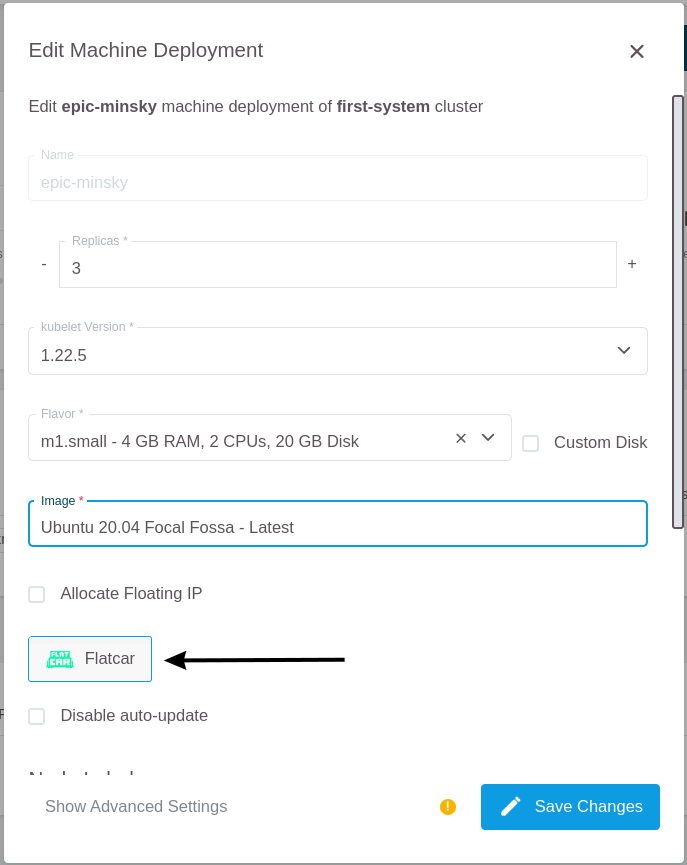 Edit Machine Deployment
Edit epic-minsky machine deployment of first-system cluster
Name
epic-minsky
Replicas *
- 3 +
kubelet Version *
1.22.5
Flavor *
m1.small - 4 GB RAM, 2 CPUs, 20 GB Disk
Custom Disk
Image *
Ubuntu 20.04 Focal Fossa - Latest
Allocate Floating IP
FLAT
CAR
Flatcar
Disable auto-update
Show Advanced Settings
! Save Changes